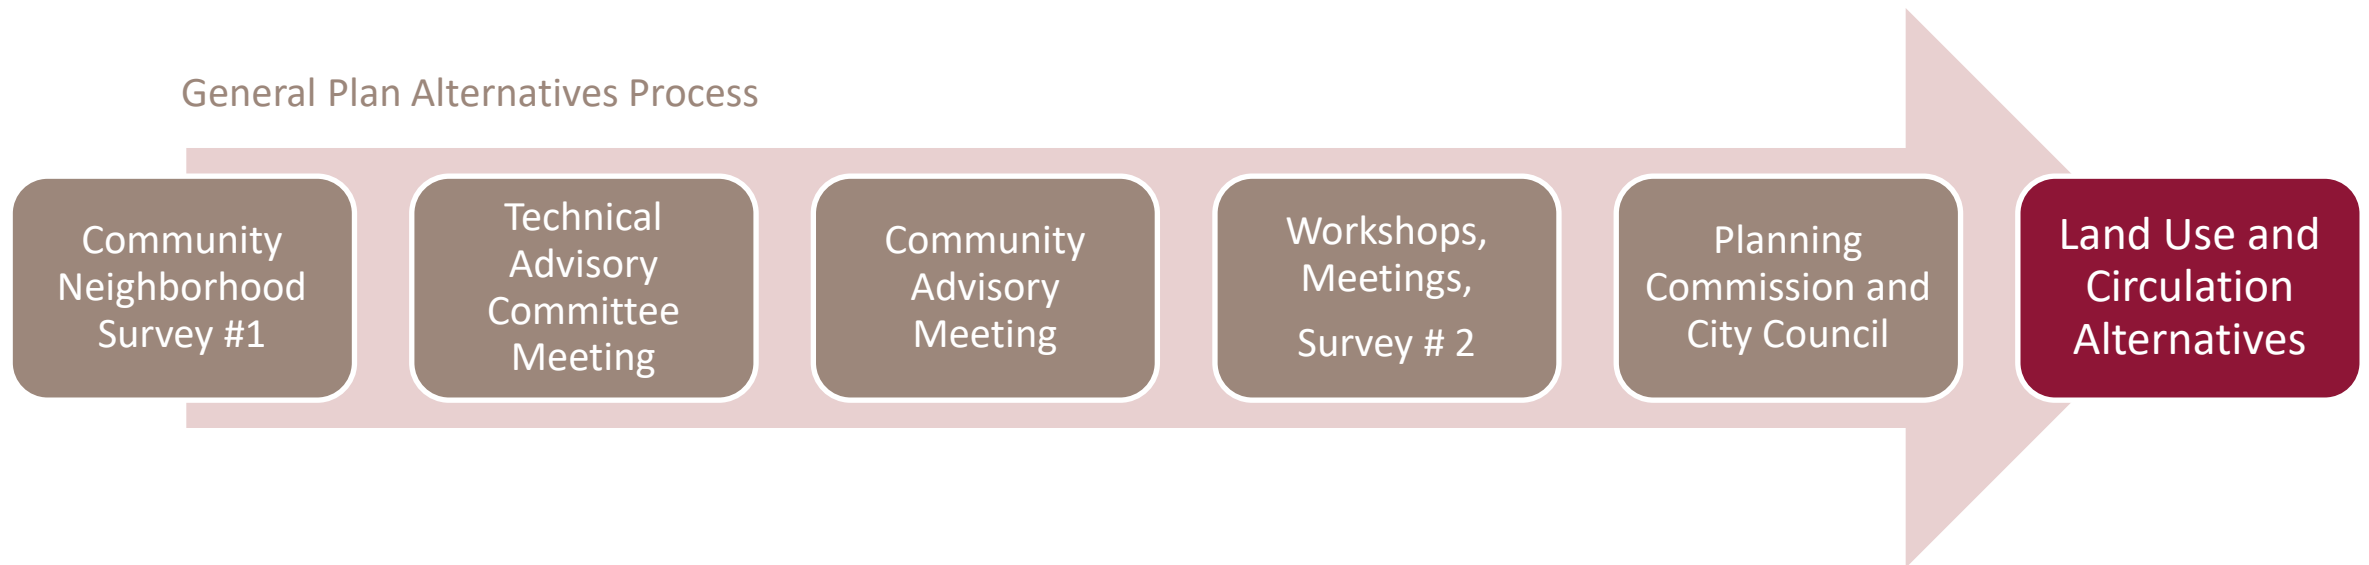 General Plan Alternatives Process
Community
Neighborhood
Survey #1
Technical
Advisory
Committee
Meeting
Community
Advisory
Meeting
Workshops,
Meetings,
Survey # 2
Planning
Commission and
City Council
Land Use and
Circulation
Alternatives